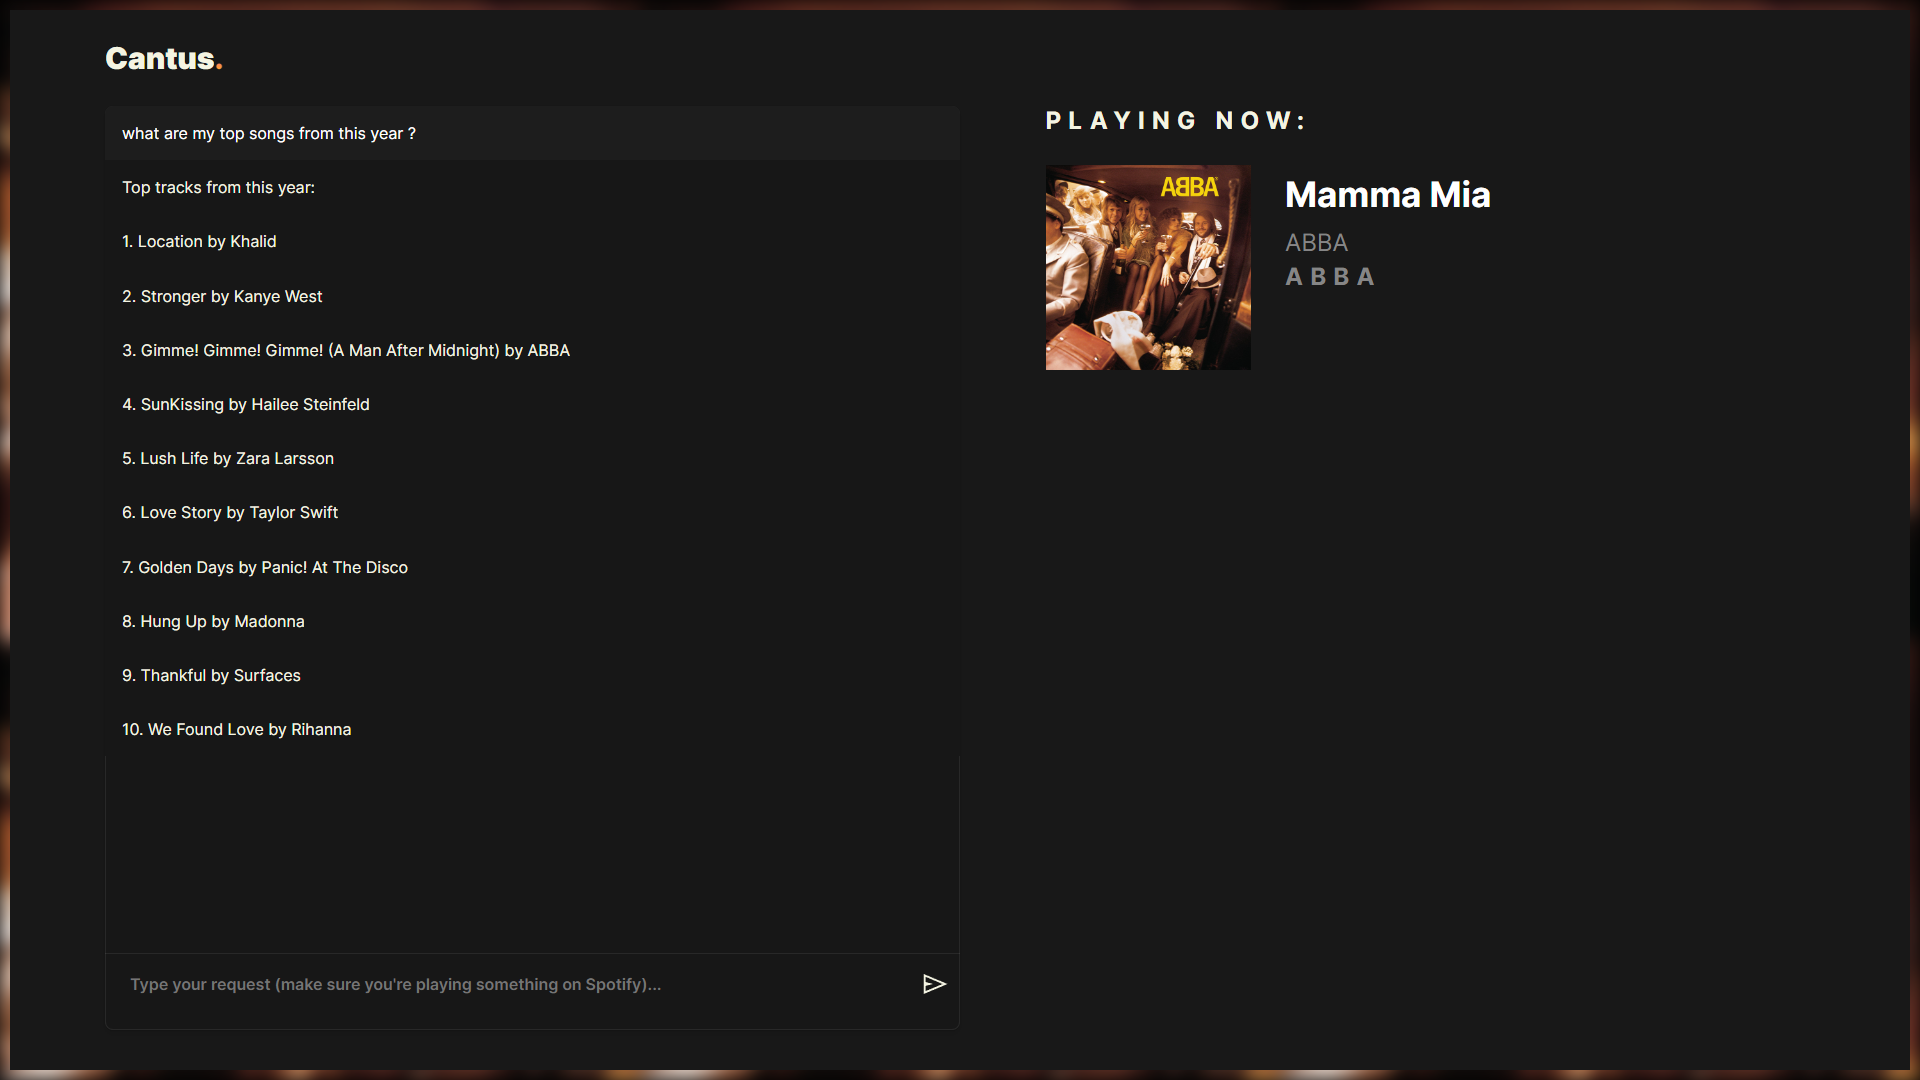 Cantus.
what are my top songs from this year ?
Top tracks from this year:
1. Location by Khalid
2. Stronger by Kanye West
3. Gimme! Gimme! Gimme! (A Man After Midnight) by ABBA
4. SunKissing by Hailee Steinfeld
5. Lush Life by Zara Larsson
6. Love Story by Taylor Swift
7. Golden Days by Panic! At The Disco
8. Hung Up by Madonna
9. Thankful by Surfaces
10. We Found Love by Rihanna
Type your request (make sure you're playing something on Spotify)...
PLAYING NOW:
ABBA
Mamma Mia
ABBA
ABBA